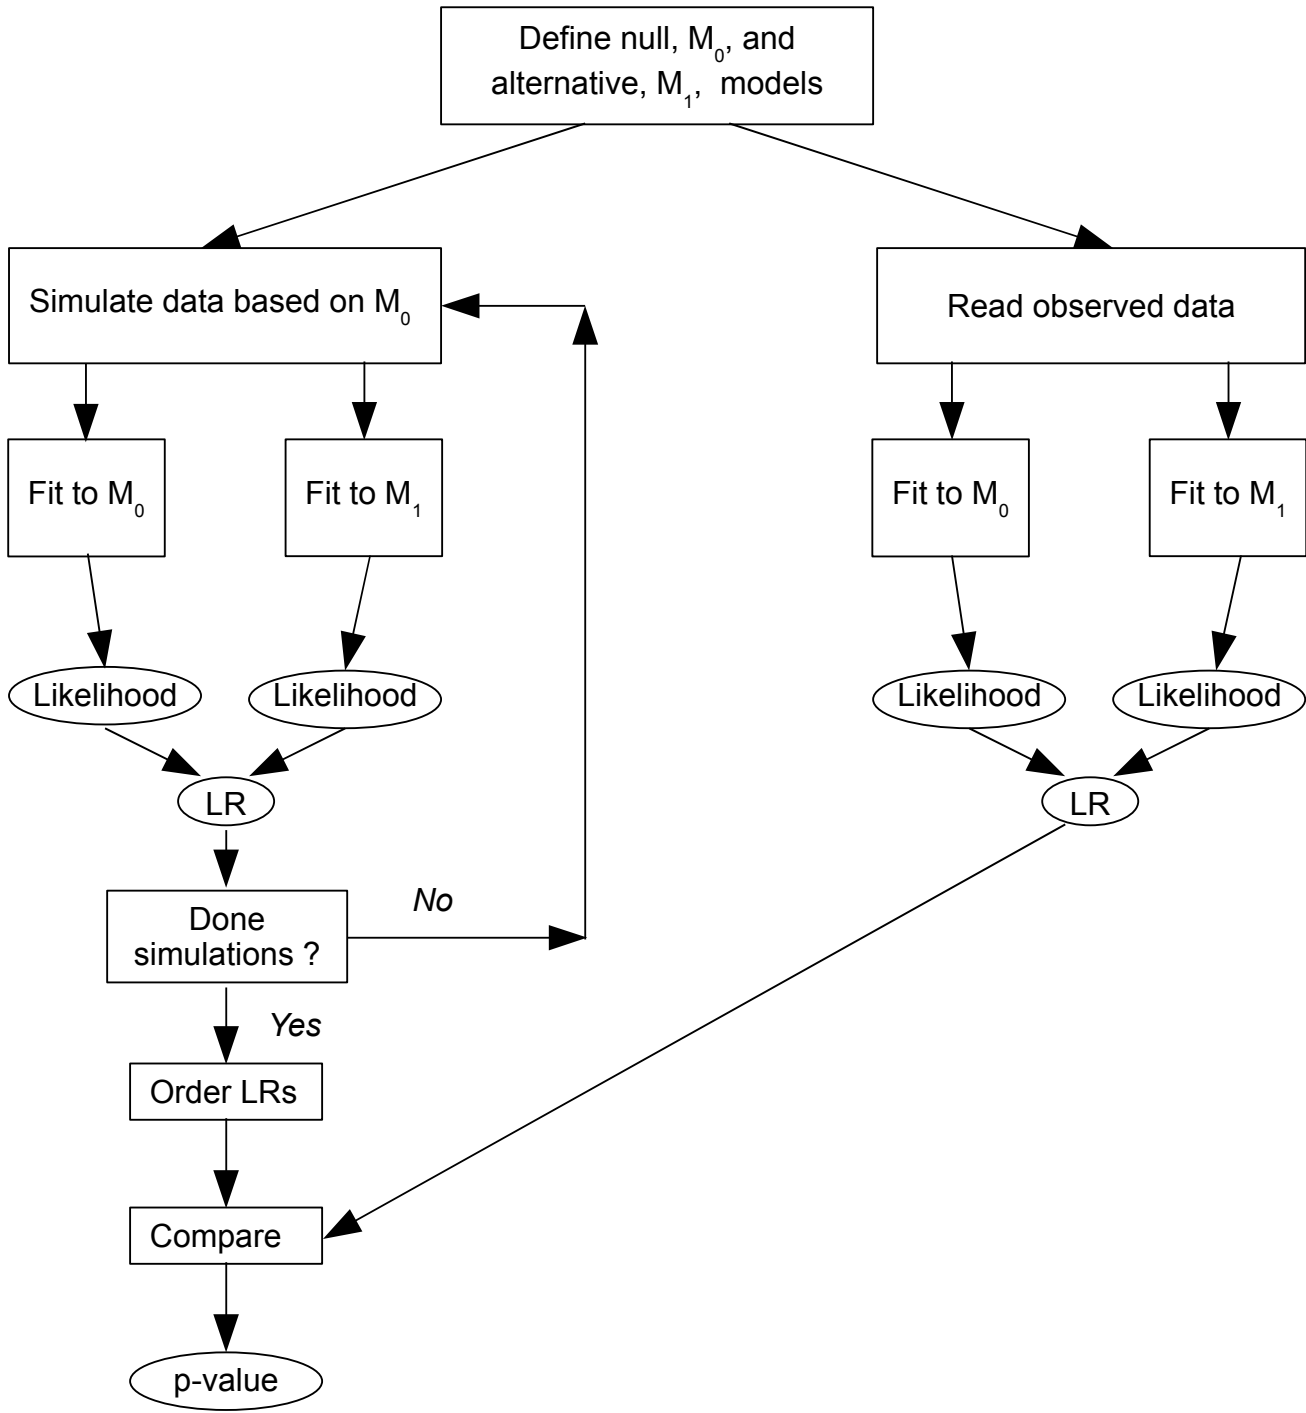 Define null, M₀, and
alternative, M₁, models
Simulate data based on M₀
Read observed data
Fit to M₀
Fit to M₁
Fit to M₀
Fit to M₁
Likelihood
Likelihood
Likelihood
Likelihood
LR
LR
Done
simulations ?
No
Yes
Order LRs
Compare
p-value